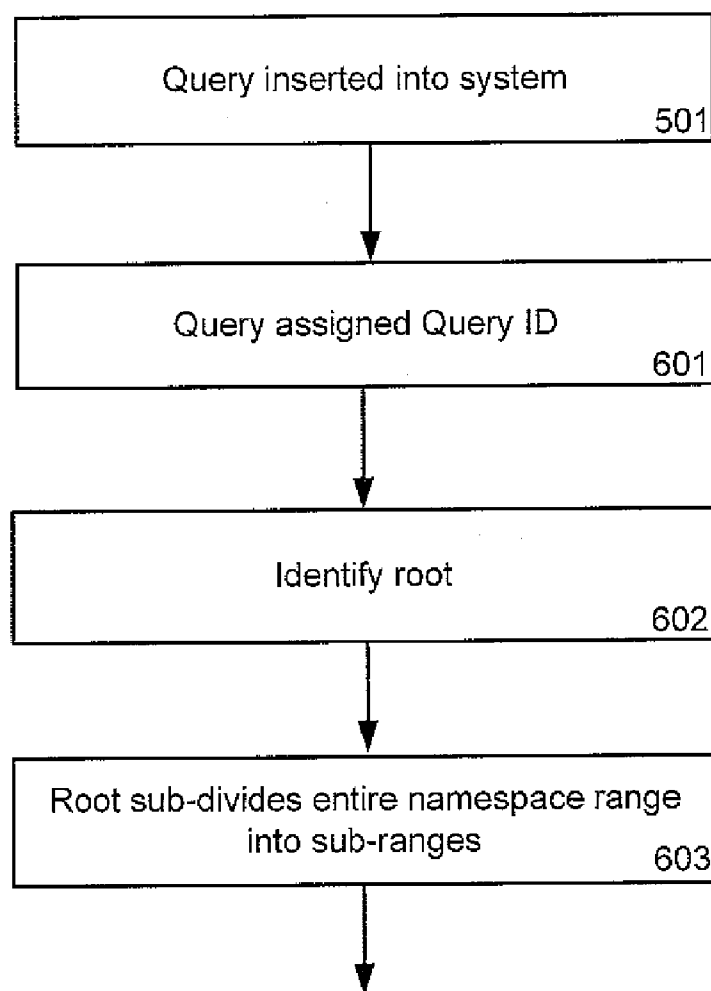 Query inserted into system
501
Query assigned Query ID
601
Identify root
602
Root sub-divides entire namespace range
into sub-ranges
603